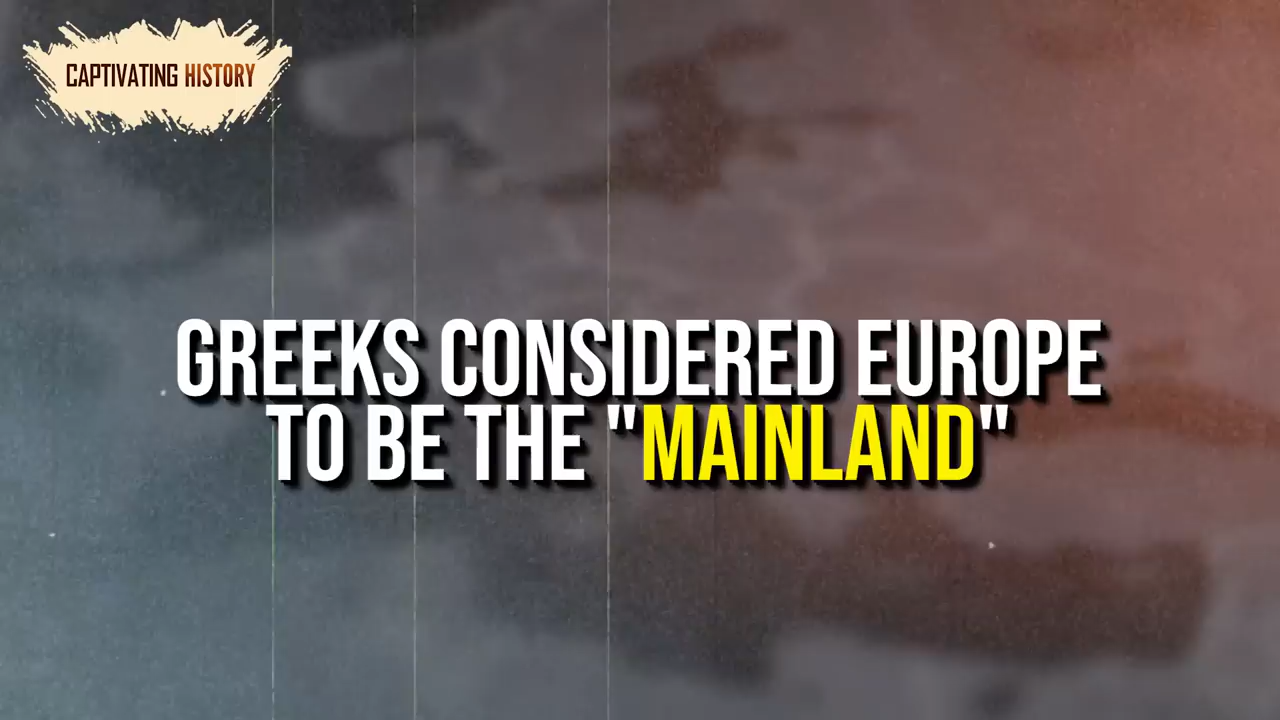 CAPTIVATING HISTORY
GREEKS CONSIDERED EUROPE
TO BE THE "MAINLAND"